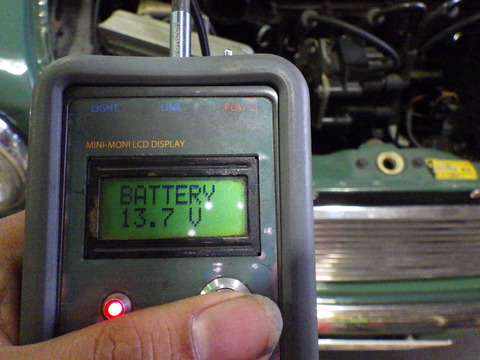 LIGHT LINK POWER
MINI-MONI LCD DISPLAY
BATTERY
13.7 V